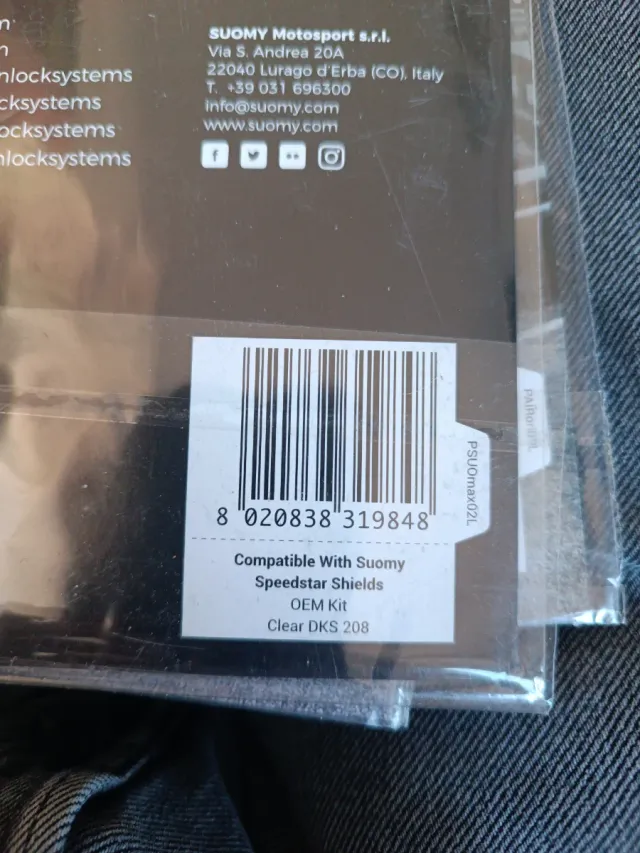 nlocksystems
cksystems
ocksystems
nlocksystems
SUOMY Motosport s.r.l.
Via S. Andrea 20A
22040 Lurago d'Erba (CO), Italy
T. +39 031 696300
info@suomy.com
www.suomy.com
8 020838 319848
PSUOmax02L
Compatible With Suomy
Speedstar Shields
OEM Kit
Clear DKS 208